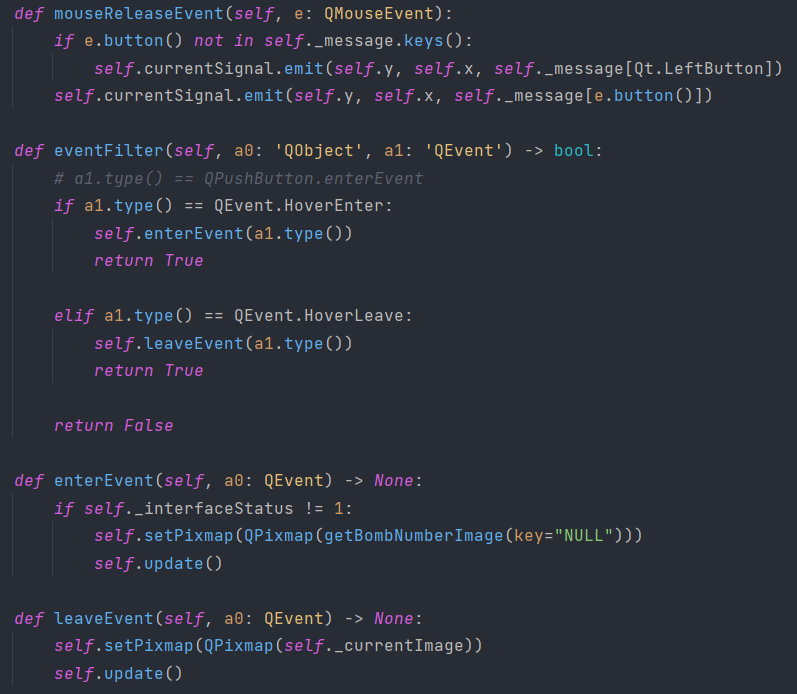 def mouseReleaseEvent(self, e: QMouseEvent):
    if e.button() not in self._message.keys():
        self.currentSignal.emit(self.y, self.x, self._message[Qt.LeftButton])
    self.currentSignal.emit(self.y, self.x, self._message[e.button()])

def eventFilter(self, a0: 'QObject', a1: 'QEvent') -> bool:
    # a1.type() == QPushButton.enterEvent
    if a1.type() == QEvent.HoverEnter:
        self.enterEvent(a1.type())
        return True

    elif a1.type() == QEvent.HoverLeave:
        self.leaveEvent(a1.type())
        return True

    return False

def enterEvent(self, a0: QEvent) -> None:
    if self._interfaceStatus != 1:
        self.setPixmap(QPixmap(getBombNumberImage(key="NULL")))
        self.update()

def leaveEvent(self, a0: QEvent) -> None:
    self.setPixmap(QPixmap(self._currentImage))
    self.update()